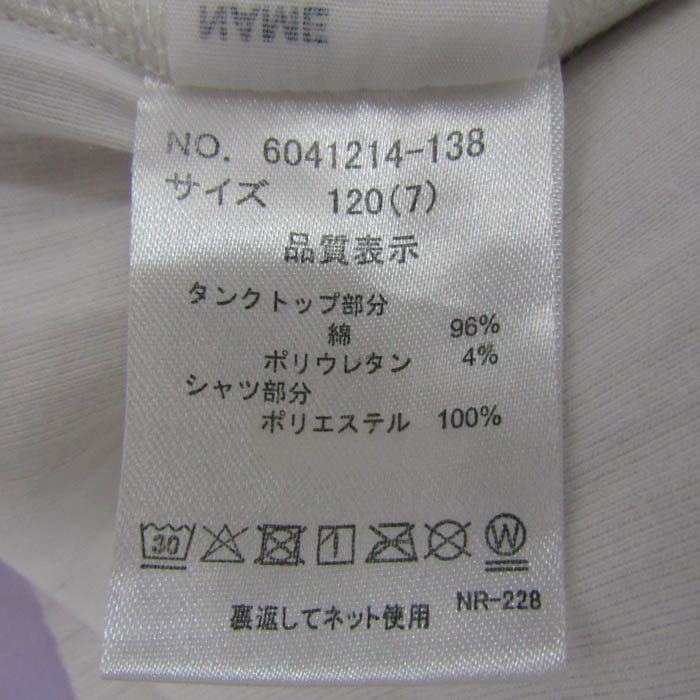 NAME
NO. 6041214-138
サイズ 120(7)
品質表示
タンクトップ部分
綿 96%
ポリウレタン 4%
シャツ部分
ポリエステル 100%
30 W
裏返してネット使用 NR-228